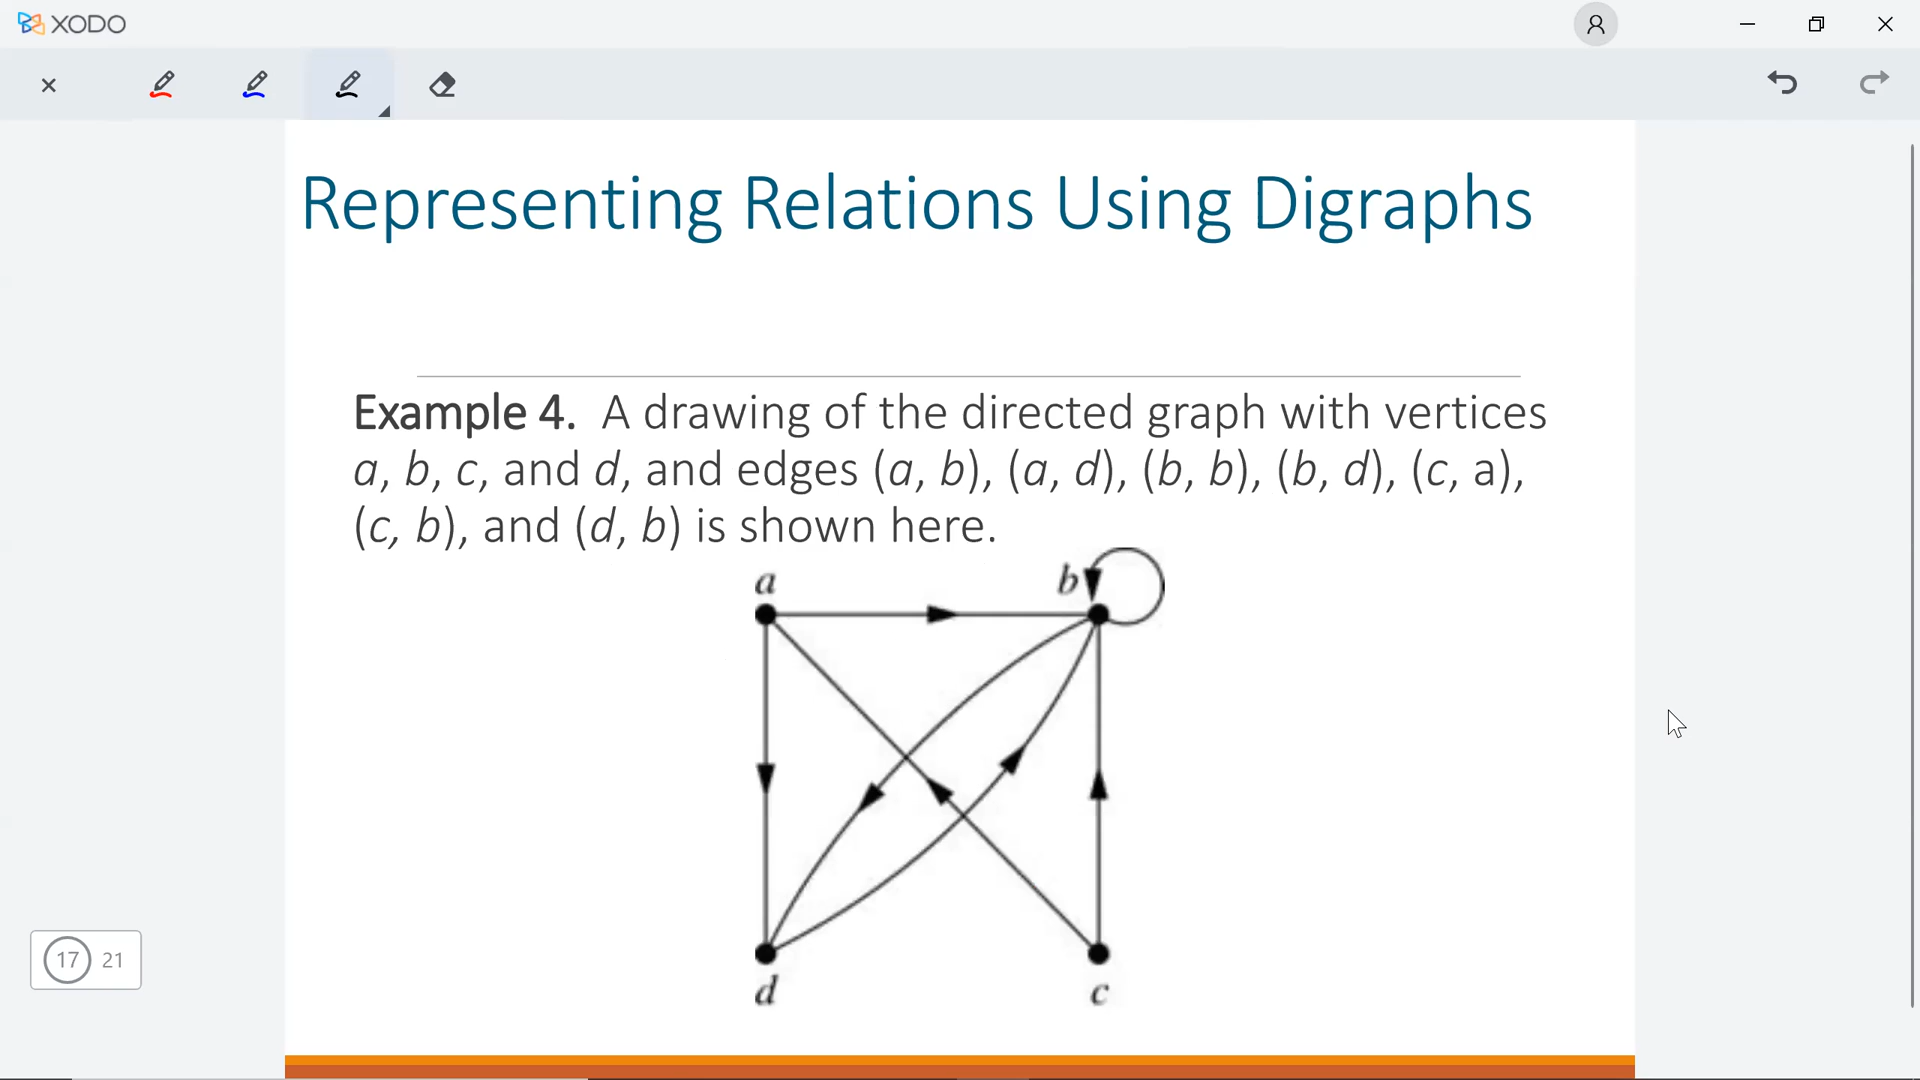 XODO
Representing Relations Using Digraphs
Example 4. A drawing of the directed graph with vertices
a, b, c, and d, and edges (a, b), (a, d), (b, b), (b, d), (c, a),
(c, b), and (d, b) is shown here.
a
b
d
c
17 21